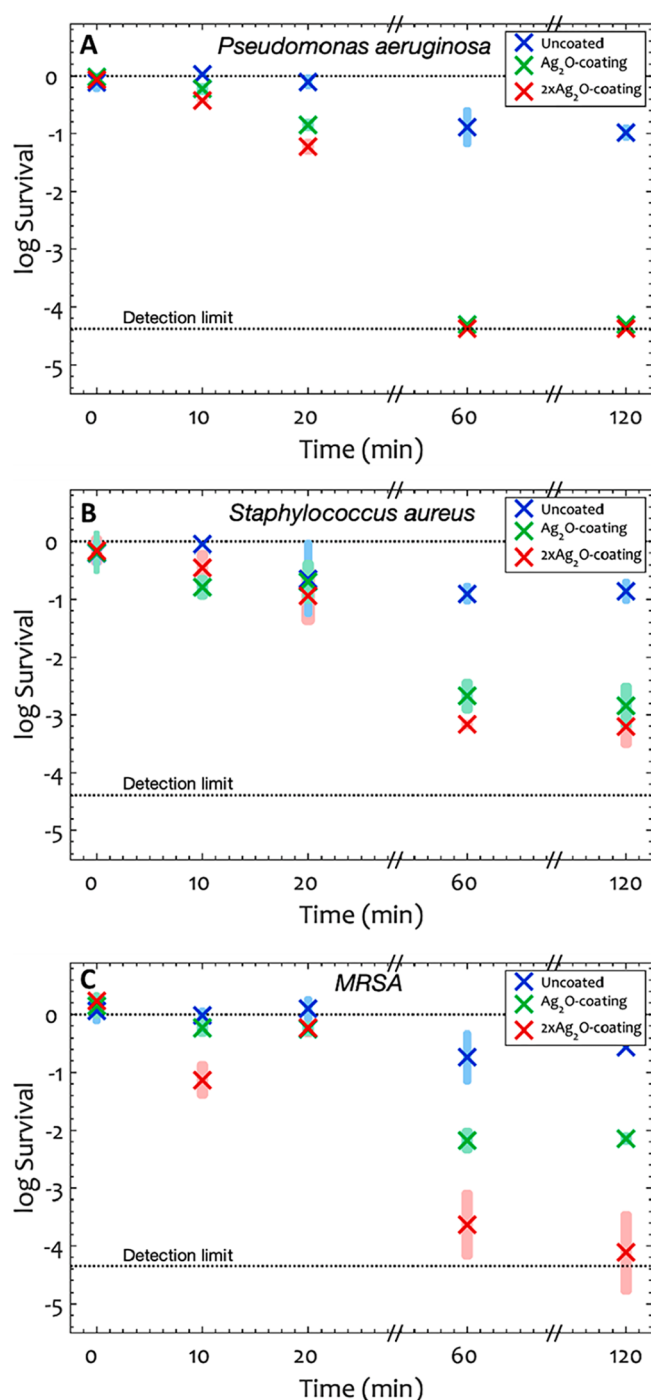 A
Pseudomonas aeruginosa
Uncoated
Ag₂O-coating
2xAg₂O-coating
0
-1
-2
-3
-4
-5
log Survival
Detection limit
0 10 20 60 120
Time (min)
B
Staphylococcus aureus
Uncoated
Ag₂O-coating
2xAg₂O-coating
0
-1
-2
-3
-4
-5
log Survival
Detection limit
0 10 20 60 120
Time (min)
C
MRSA
Uncoated
Ag₂O-coating
2xAg₂O-coating
0
-1
-2
-3
-4
-5
log Survival
Detection limit
0 10 20 60 120
Time (min)